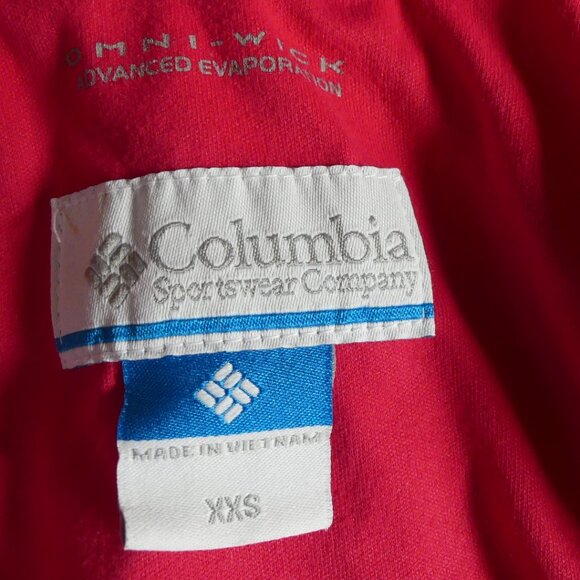 OMNI-WICK
ADVANCED EVAPORATION
Columbia
Sportswear Company
MADE IN VIETNAM
XXS